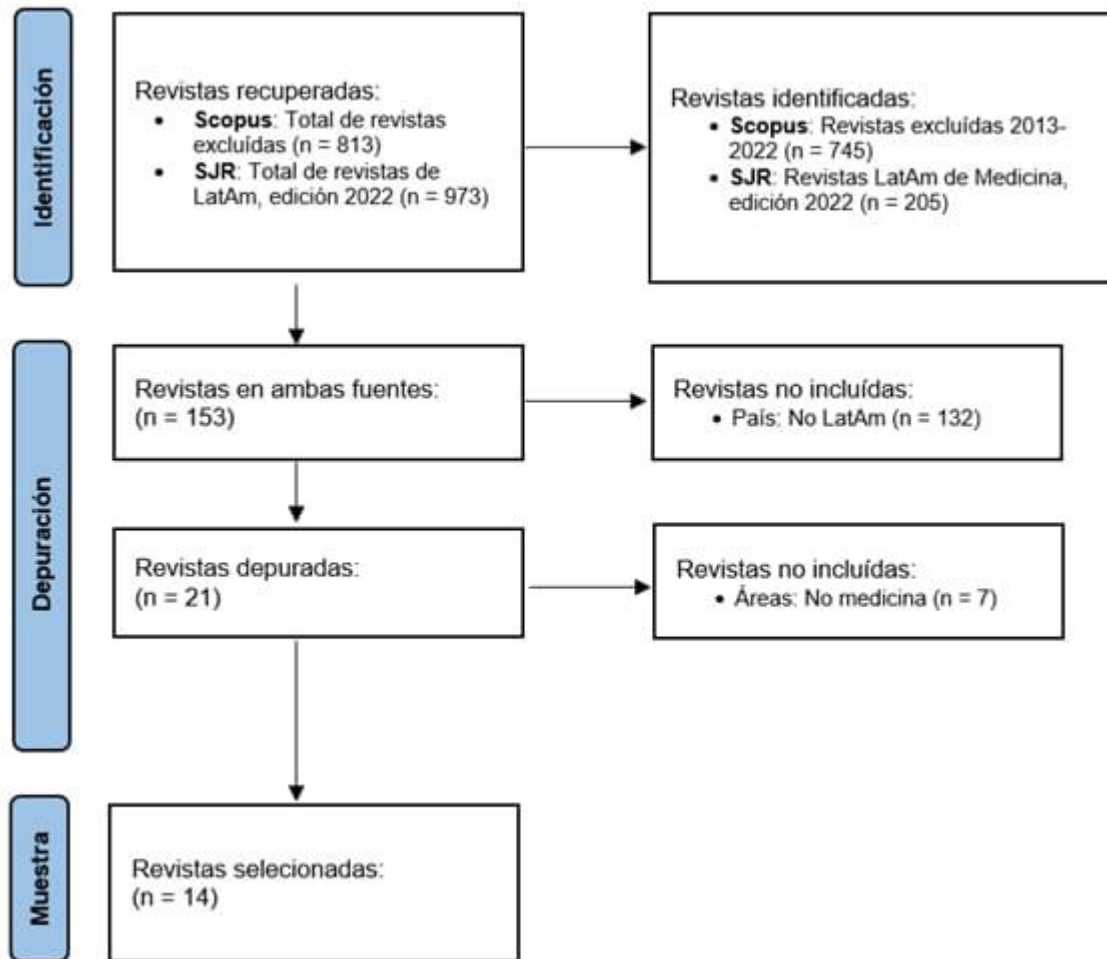 Identificación
Revistas recuperadas:
• Scopus: Total de revistas
excluídas (n = 813)
• SJR: Total de revistas de
LatAm, edición 2022 (n = 973)
Revistas identificadas:
• Scopus: Revistas excluídas 2013-
2022 (n = 745)
• SJR: Revistas LatAm de Medicina,
edición 2022 (n = 205)
Depuración
Revistas en ambas fuentes:
(n = 153)
Revistas no incluídas:
• País: No LatAm (n = 132)
Revistas depuradas:
(n = 21)
Revistas no incluídas:
• Áreas: No medicina (n = 7)
Muestra
Revistas selecionadas:
(n = 14)